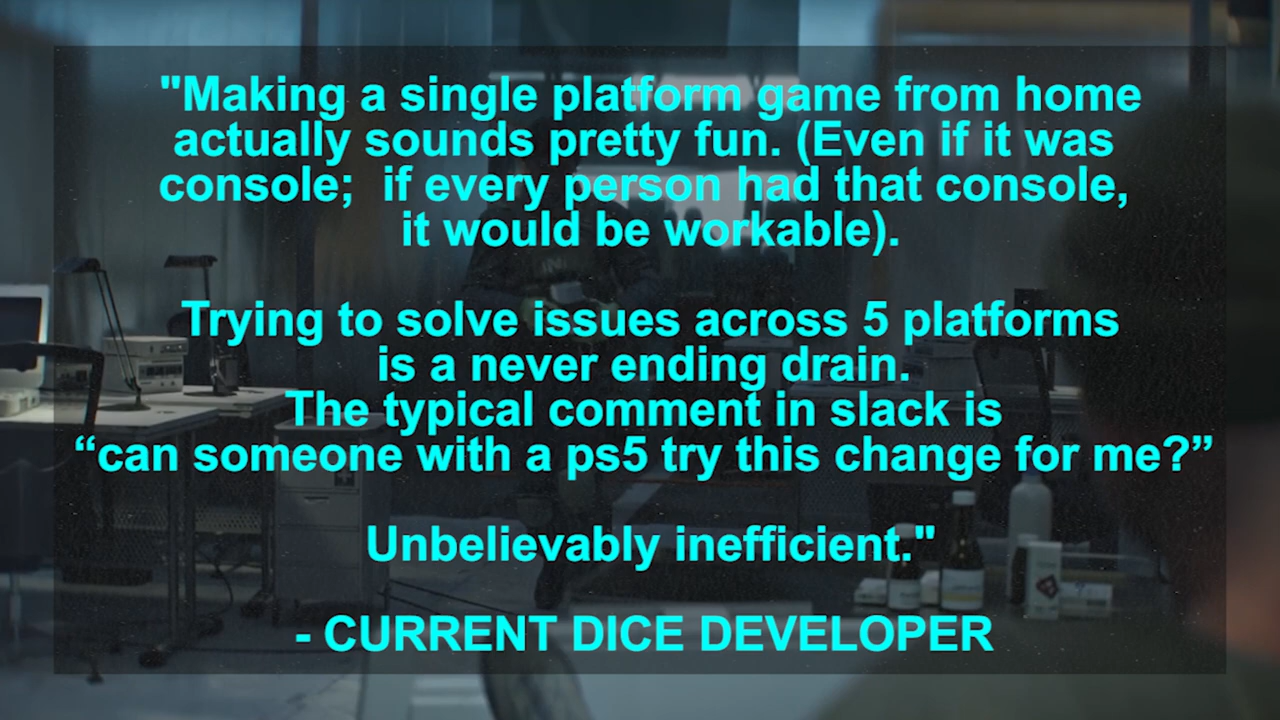 "Making a single platform game from home
actually sounds pretty fun. (Even if it was
console;  if every person had that console,
it would be workable).
Trying to solve issues across 5 platforms
is a never ending drain.
The typical comment in slack is
“can someone with a ps5 try this change for me?”
Unbelievably inefficient."
- CURRENT DICE DEVELOPER